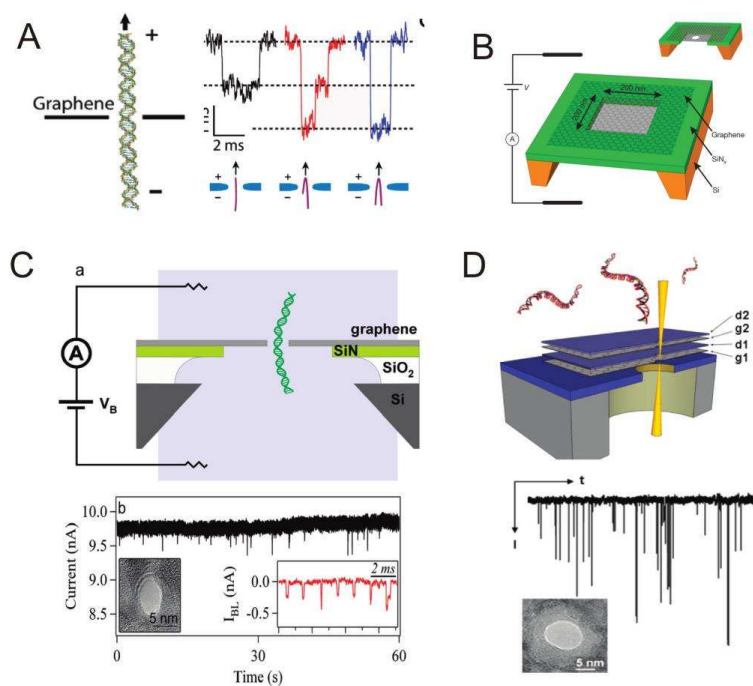 A
+
Graphene
−
2 ms
+
−
+
−
+
−
B
V
A
200 nm
200 nm
Graphene
SiNx
Si
C
a
A
VB
graphene
SiN
SiO2
Si
b
10.0
9.5
9.0
8.5
Current (nA)
5 nm
IBL (nA)
0.0
-0.5
2 ms
0
30
60
Time (s)
D
d2
g2
d1
g1
t
I
5 nm